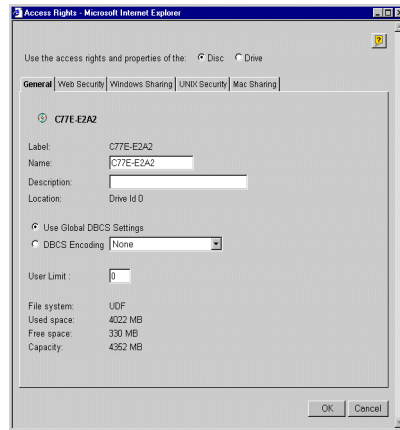 Access Rights - Microsoft Internet Explorer
?
Use the access rights and properties of the: Disc Drive
General Web Security Windows Sharing UNIX Security Mac Sharing
C77E-E2A2
Label: C77E-E2A2
Name: C77E-E2A2
Description:
Location: Drive Id 0
Use Global DBCS Settings
DBCS Encoding None
User Limit : 0
File system: UDF
Used space: 4022 MB
Free space: 330 MB
Capacity: 4352 MB
OK Cancel